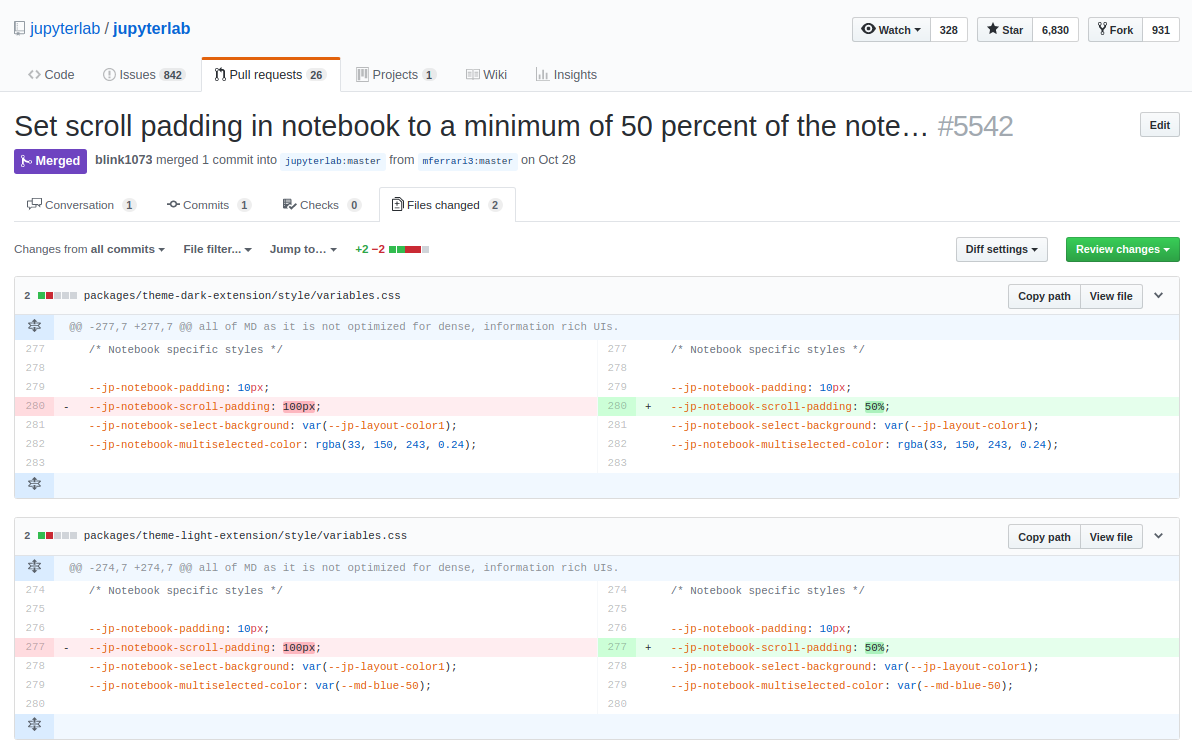 jupyterlab / jupyterlab Watch 328 Star 6,830 Fork 931
Code Issues 842 Pull requests 26 Projects 1 Wiki Insights
Set scroll padding in notebook to a minimum of 50 percent of the note… #5542 Edit
Merged blink1073 merged 1 commit into jupyterlab:master from mferrari3:master on Oct 28
Conversation 1 Commits 1 Checks 0 Files changed 2
Changes from all commits File filter... Jump to… +2 −2 Diff settings Review changes
2 packages/theme-dark-extension/style/variables.css Copy path View file
@@ -277,7 +277,7 @@ all of MD as it is not optimized for dense, information rich UIs.
277 /* Notebook specific styles */ 277 /* Notebook specific styles */
278 278
279 --jp-notebook-padding: 10px; 279 --jp-notebook-padding: 10px;
280 - --jp-notebook-scroll-padding: 100px; 280 + --jp-notebook-scroll-padding: 50%;
281 --jp-notebook-select-background: var(--jp-layout-color1); 281 --jp-notebook-select-background: var(--jp-layout-color1);
282 --jp-notebook-multiselected-color: rgba(33, 150, 243, 0.24); 282 --jp-notebook-multiselected-color: rgba(33, 150, 243, 0.24);
283 283
2 packages/theme-light-extension/style/variables.css Copy path View file
@@ -274,7 +274,7 @@ all of MD as it is not optimized for dense, information rich UIs.
274 /* Notebook specific styles */ 274 /* Notebook specific styles */
275 275
276 --jp-notebook-padding: 10px; 276 --jp-notebook-padding: 10px;
277 - --jp-notebook-scroll-padding: 100px; 277 + --jp-notebook-scroll-padding: 50%;
278 --jp-notebook-select-background: var(--jp-layout-color1); 278 --jp-notebook-select-background: var(--jp-layout-color1);
279 --jp-notebook-multiselected-color: var(--md-blue-50); 279 --jp-notebook-multiselected-color: var(--md-blue-50);
280 280